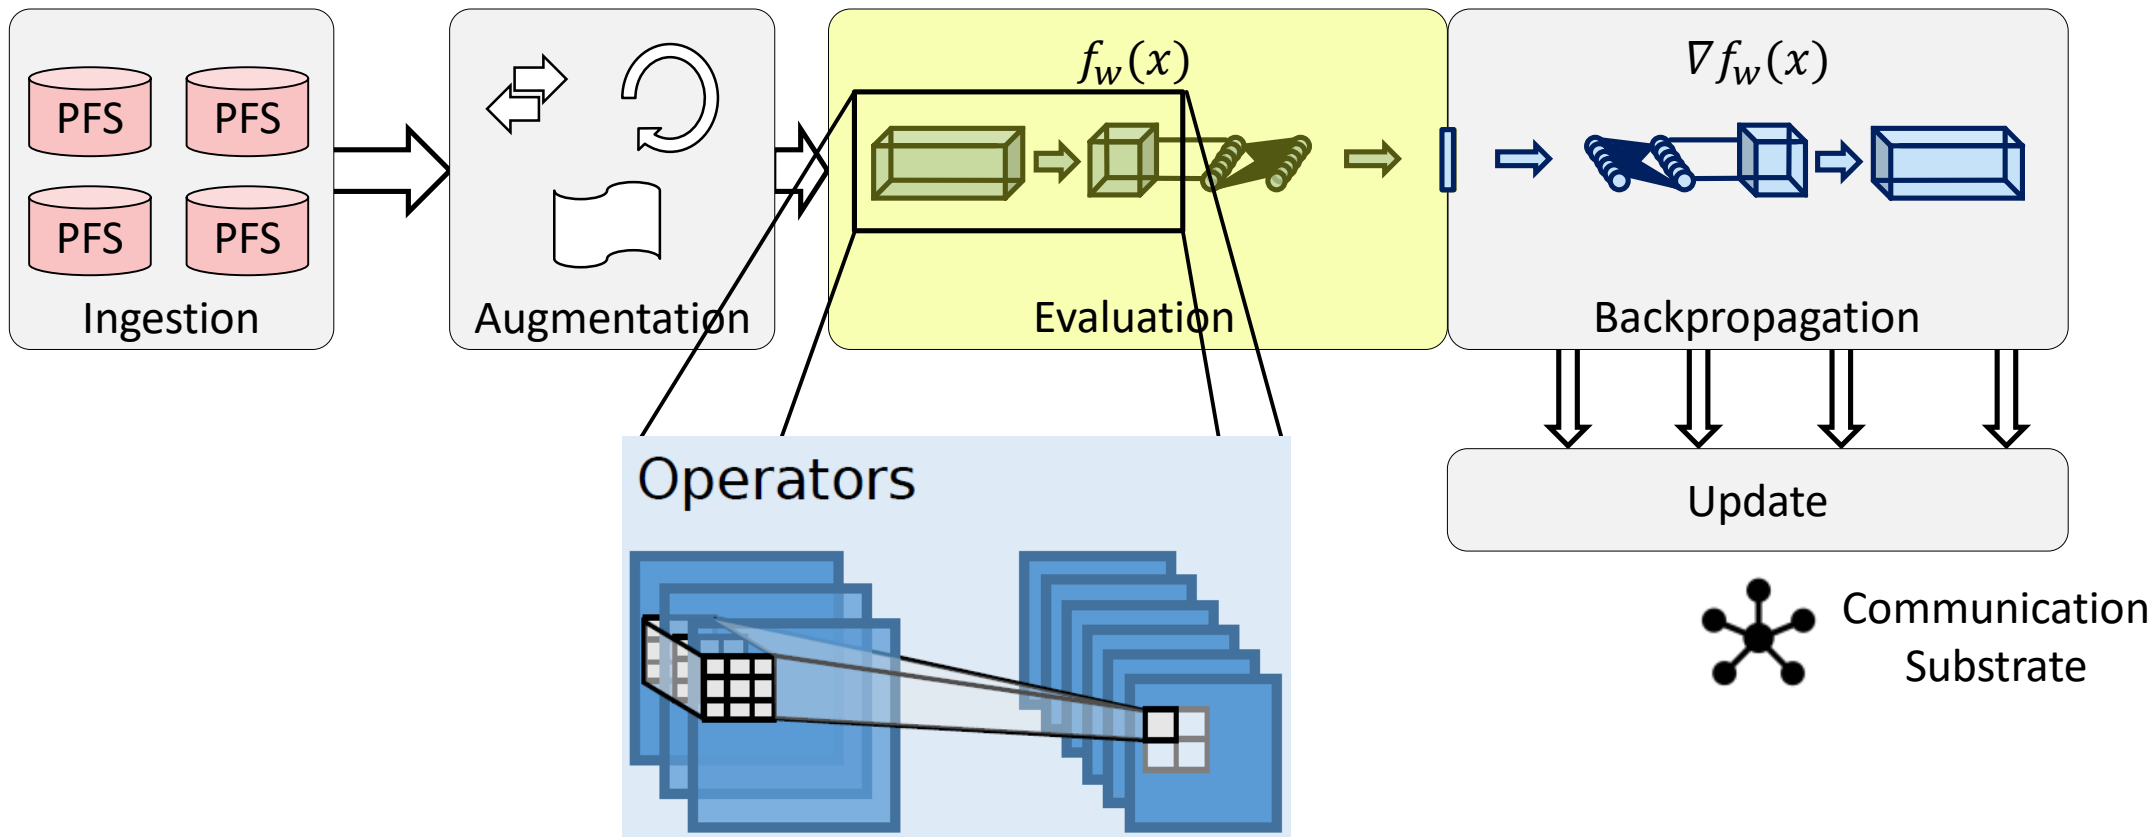 PFS
PFS
PFS
PFS
Ingestion
Augmentation
f_w(x)
Evaluation
∇f_w(x)
Backpropagation
Operators
Update
Communication
Substrate